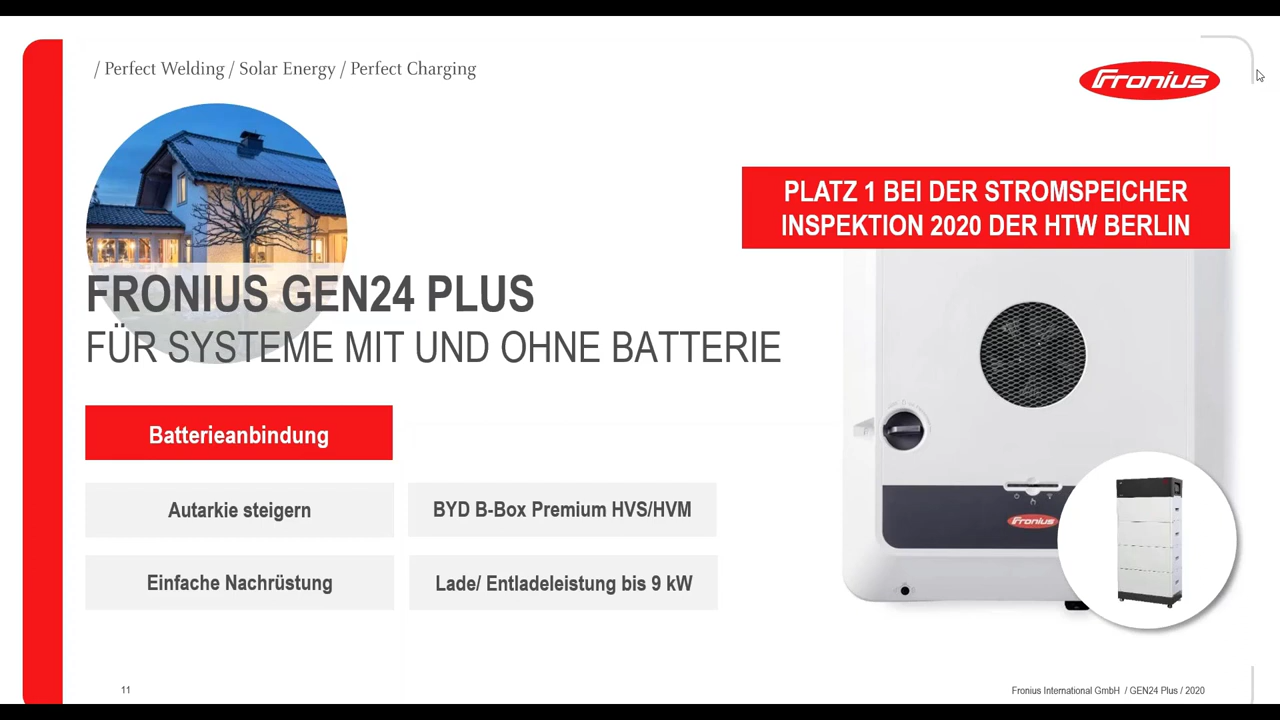 / Perfect Welding / Solar Energy / Perfect Charging
Fronius
PLATZ 1 BEI DER STROMSPEICHER
INSPEKTION 2020 DER HTW BERLIN
FRONIUS GEN24 PLUS
FÜR SYSTEME MIT UND OHNE BATTERIE
Batterieanbindung
Autarkie steigern
BYD B-Box Premium HVS/HVM
Einfache Nachrüstung
Lade/ Entladeleistung bis 9 kW
Fronius
11
Fronius International GmbH / GEN24 Plus / 2020